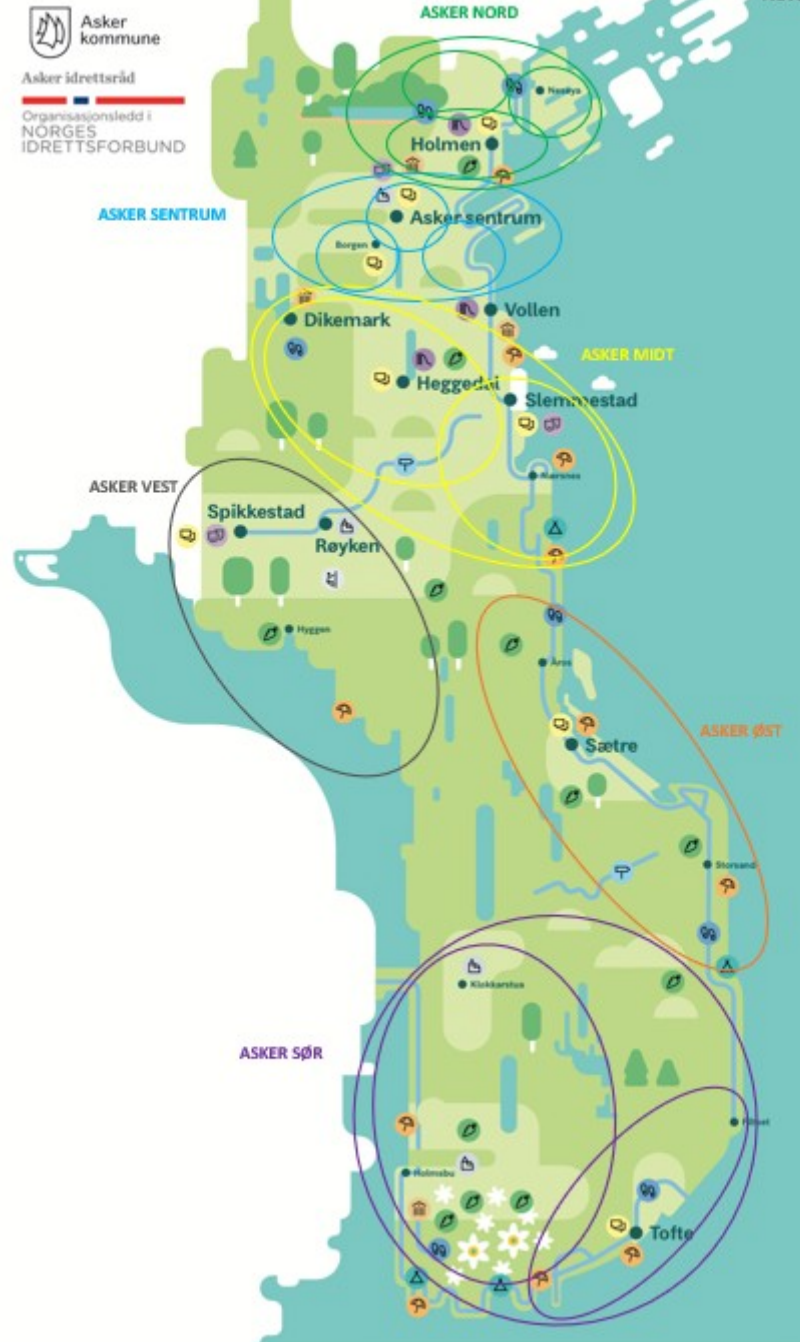 ASKER NORD
Asker
kommune
Asker idrettsråd
Organisasjonsledd i
NORGES
IDRETTSFORBUND
Nesøya
Holmen
ASKER SENTRUM
Asker sentrum
Borgen
Dikemark
Vollen
ASKER MIDT
Heggedal
Slemmestad
Nærsnes
ASKER VEST
Spikkestad
Røyken
Hyggen
Åros
ASKER ØST
Sætre
Storsand
Klokkarstua
ASKER SØR
Filtvet
Holmsbu
Tofte